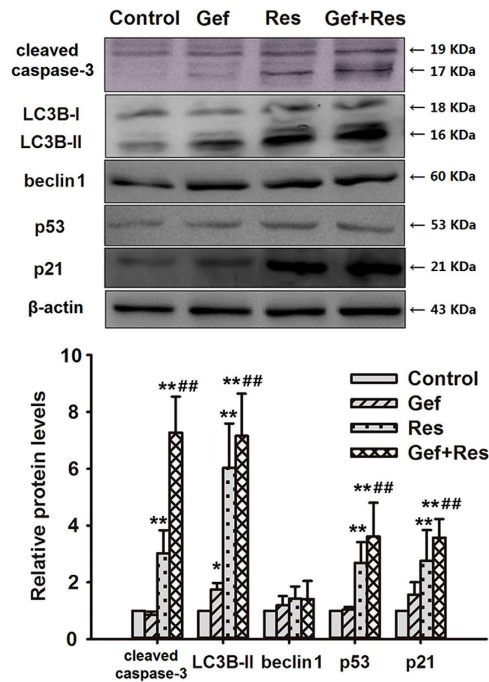 Control Gef Res Gef+Res
cleaved
caspase-3
← 19 KDa
← 17 KDa
LC3B-I
← 18 KDa
LC3B-II
← 16 KDa
beclin1
← 60 KDa
p53
← 53 KDa
p21
← 21 KDa
β-actin
← 43 KDa
Relative protein levels
10
8
6
4
2
0
**
**##
*
**
**##
**
**##
**
**##
Control
Gef
Res
Gef+Res
cleaved
caspase-3
LC3B-II
beclin1
p53
p21